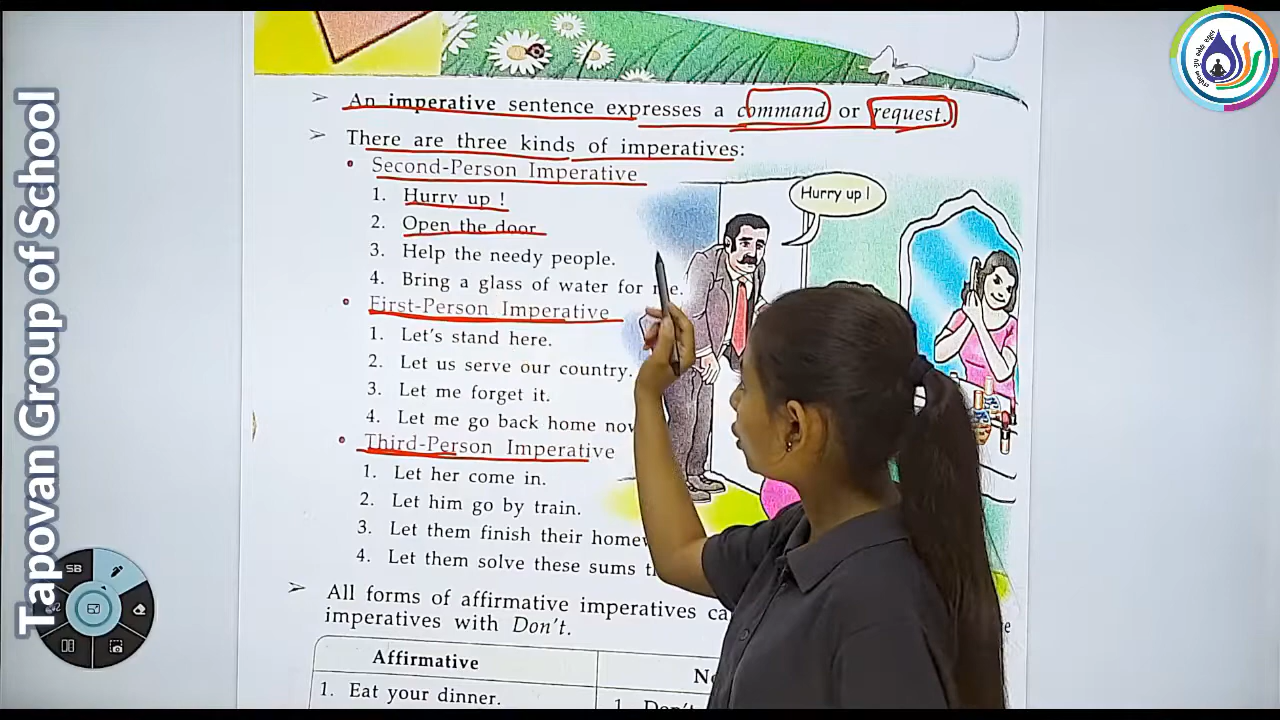 Tapovan Group of School
An imperative sentence expresses a command or request.
There are three kinds of imperatives:
Second-Person Imperative
1. Hurry up !
2. Open the door
3. Help the needy people.
4. Bring a glass of water for me.
Hurry up !
First-Person Imperative
1. Let's stand here.
2. Let us serve our country.
3. Let me forget it.
4. Let me go back home
Third-Person Imperative
1. Let her come in.
2. Let him go by train.
3. Let them finish their
4. Let them solve these sums
All forms of affirmative imperatives
imperatives with Don't.
Affirmative
1. Eat your dinner.
1. Don't
SB